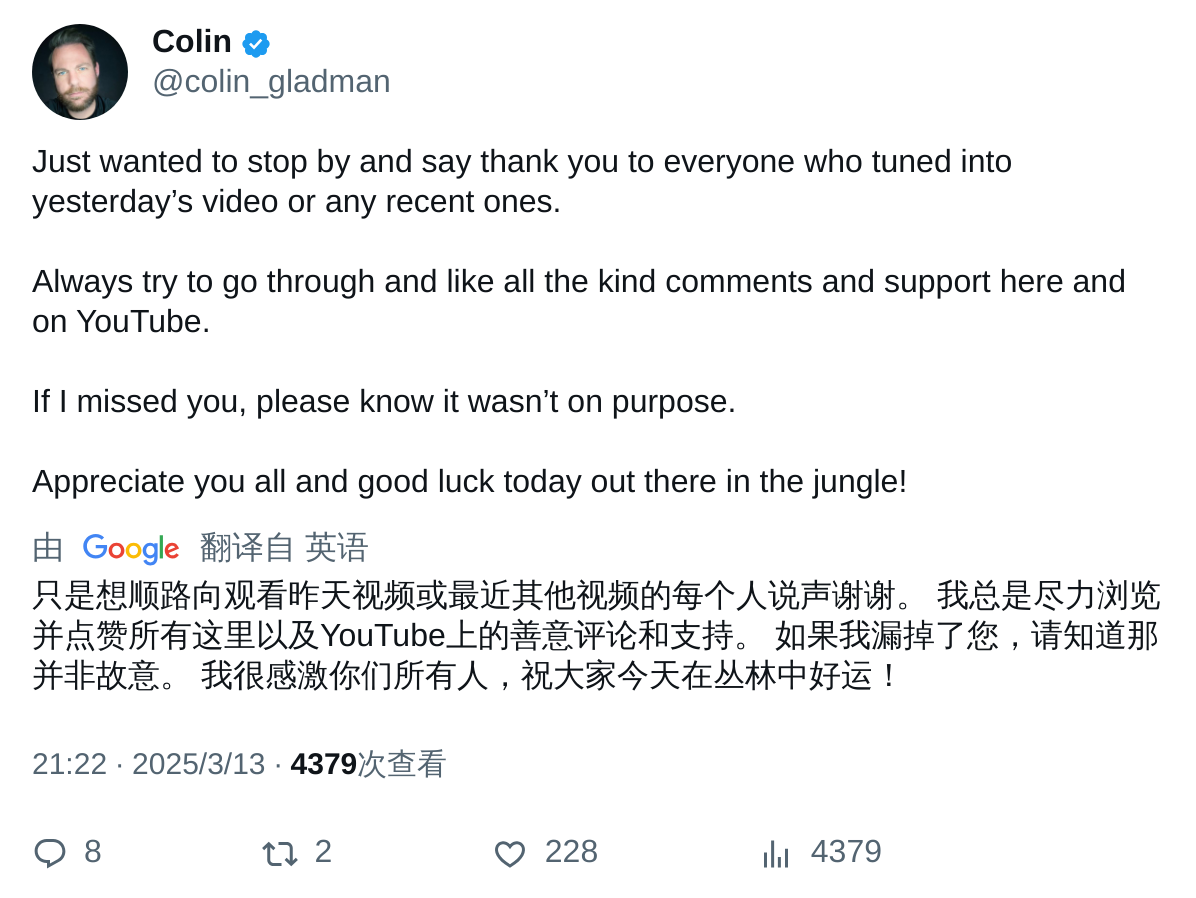 Colin
@colin_gladman
Just wanted to stop by and say thank you to everyone who tuned into
yesterday’s video or any recent ones.
Always try to go through and like all the kind comments and support here and
on YouTube.
If I missed you, please know it wasn’t on purpose.
Appreciate you all and good luck today out there in the jungle!
由 Google 翻译自 英语
只是想顺路向观看昨天视频或最近其他视频的每个人说声谢谢。 我总是尽力浏览
并点赞所有这里以及YouTube上的善意评论和支持。 如果我漏掉了您，请知道那
并非故意。 我很感激你们所有人，祝大家今天在丛林中好运！
21:22 · 2025/3/13 · 4379次查看
8 2 228 4379